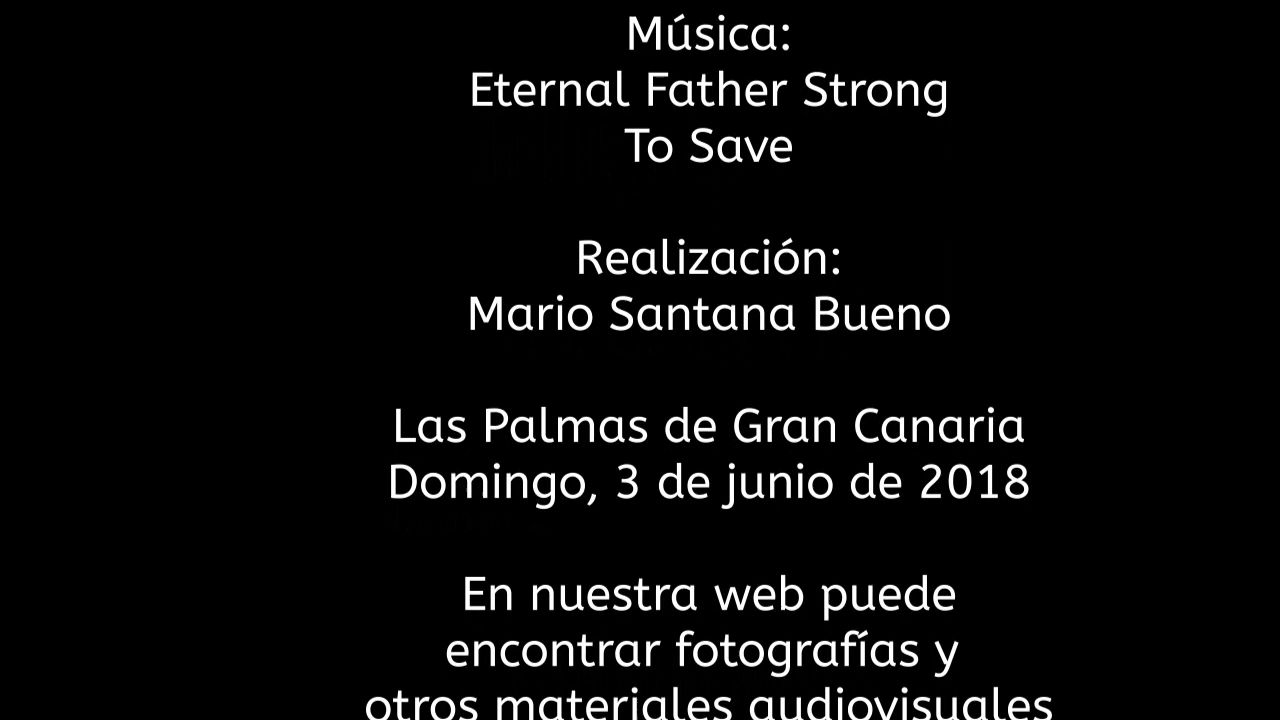 Música:
Eternal Father Strong
To Save
Realización:
Mario Santana Bueno
Las Palmas de Gran Canaria
Domingo, 3 de junio de 2018
En nuestra web puede
encontrar fotografías y
otros materiales audiovisuales